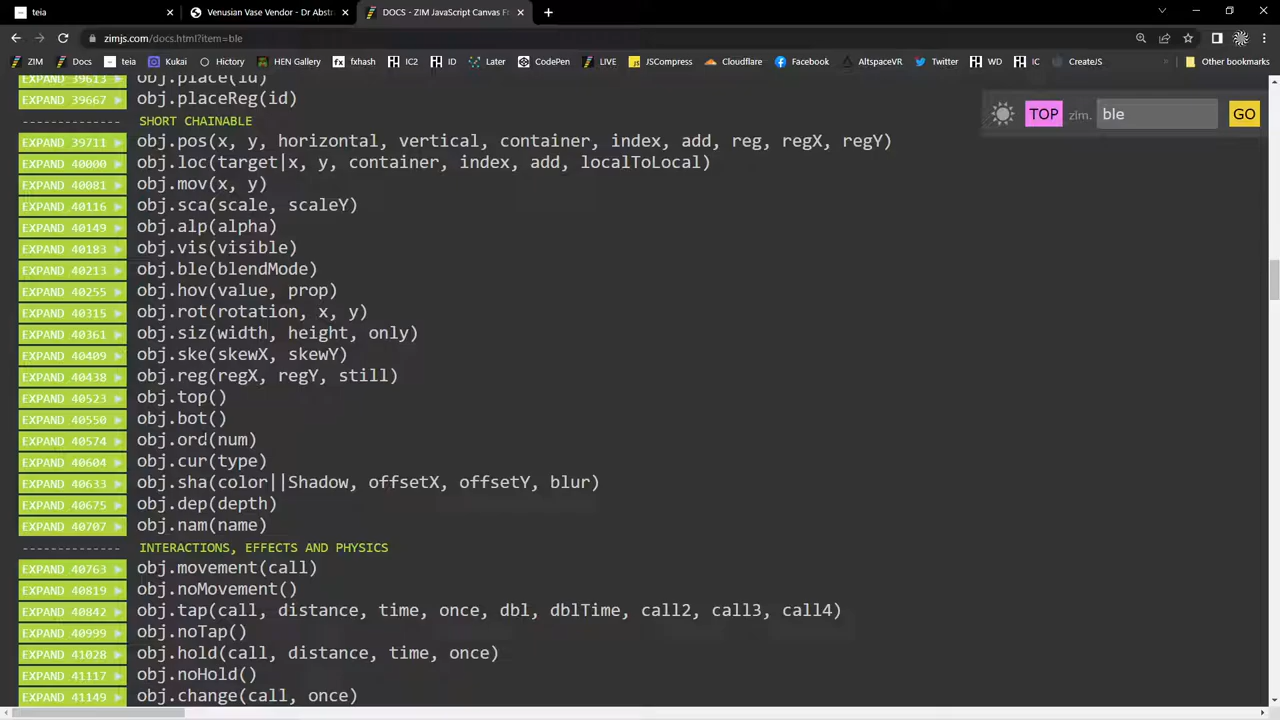 teia
Venusian Vase Vendor - Dr Abstr
DOCS - ZIM JavaScript Canvas Fr
zimjs.com/docs.html?item=ble
ZIM
Docs
teia
Kukai
Hictory
HEN Gallery
fxhash
IC2
ID
Later
CodePen
LIVE
JSCompress
Cloudflare
Facebook
AltspaceVR
Twitter
WD
IC
CreateJS
»
Other bookmarks
EXPAND 39613 obj.place(id)
EXPAND 39667 obj.placeReg(id)
TOP zim. ble GO
-------------- SHORT CHAINABLE
EXPAND 39711 obj.pos(x, y, horizontal, vertical, container, index, add, reg, regX, regY)
EXPAND 40000 obj.loc(target|x, y, container, index, add, localToLocal)
EXPAND 40081 obj.mov(x, y)
EXPAND 40116 obj.sca(scale, scaleY)
EXPAND 40149 obj.alp(alpha)
EXPAND 40183 obj.vis(visible)
EXPAND 40213 obj.ble(blendMode)
EXPAND 40255 obj.hov(value, prop)
EXPAND 40315 obj.rot(rotation, x, y)
EXPAND 40361 obj.siz(width, height, only)
EXPAND 40409 obj.ske(skewX, skewY)
EXPAND 40438 obj.reg(regX, regY, still)
EXPAND 40523 obj.top()
EXPAND 40550 obj.bot()
EXPAND 40574 obj.ord(num)
EXPAND 40604 obj.cur(type)
EXPAND 40633 obj.sha(color||Shadow, offsetX, offsetY, blur)
EXPAND 40675 obj.dep(depth)
EXPAND 40707 obj.nam(name)
-------------- INTERACTIONS, EFFECTS AND PHYSICS
EXPAND 40763 obj.movement(call)
EXPAND 40819 obj.noMovement()
EXPAND 40842 obj.tap(call, distance, time, once, dbl, dblTime, call2, call3, call4)
EXPAND 40999 obj.noTap()
EXPAND 41028 obj.hold(call, distance, time, once)
EXPAND 41117 obj.noHold()
EXPAND 41149 obj.change(call, once)